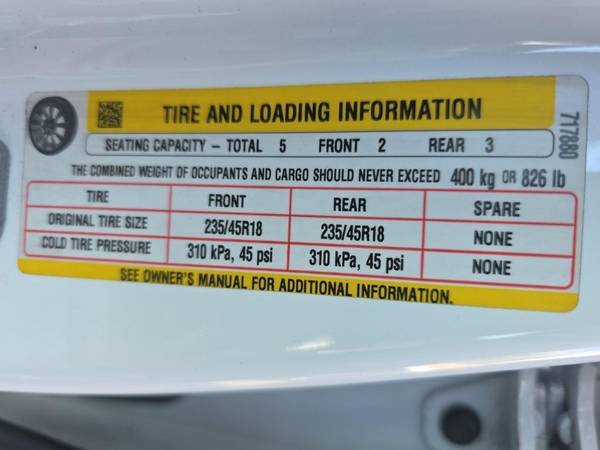 TIRE AND LOADING INFORMATION
SEATING CAPACITY – TOTAL 5 FRONT 2 REAR 3
717880
THE COMBINED WEIGHT OF OCCUPANTS AND CARGO SHOULD NEVER EXCEED 400 kg OR 826 lb
TIRE FRONT REAR SPARE
ORIGINAL TIRE SIZE 235/45R18 235/45R18 NONE
COLD TIRE PRESSURE 310 kPa, 45 psi 310 kPa, 45 psi NONE
SEE OWNER'S MANUAL FOR ADDITIONAL INFORMATION.